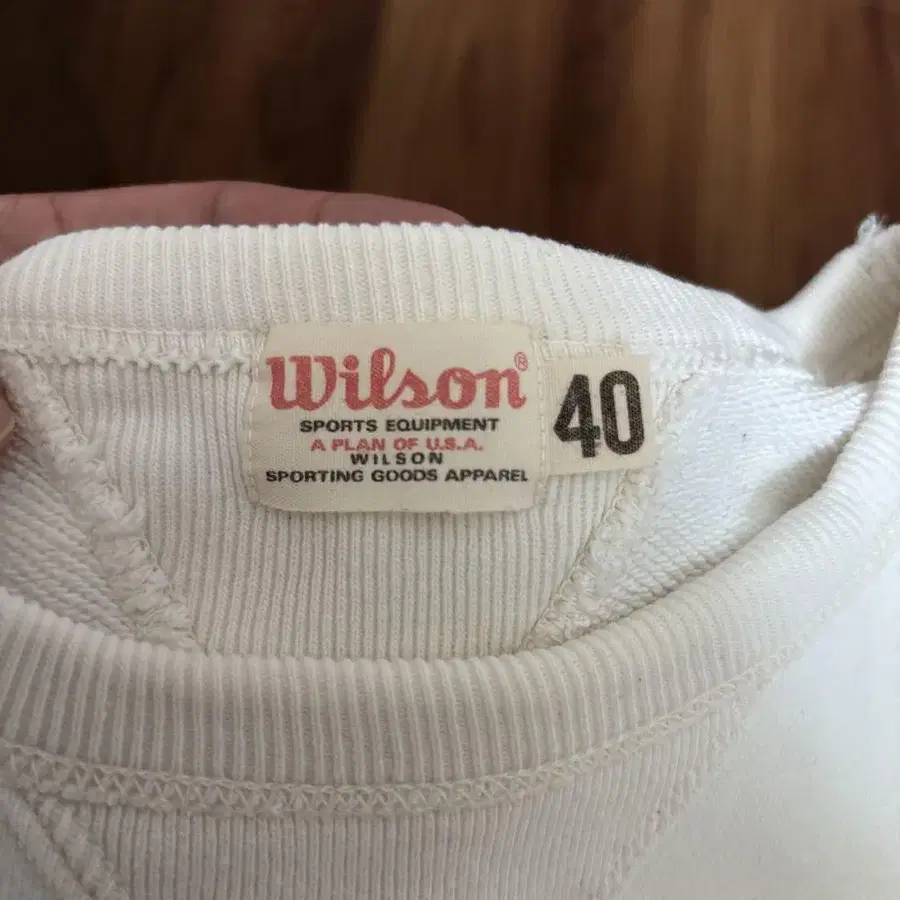 Wilson®
SPORTS EQUIPMENT
A PLAN OF U.S.A.
WILSON
SPORTING GOODS APPAREL
40